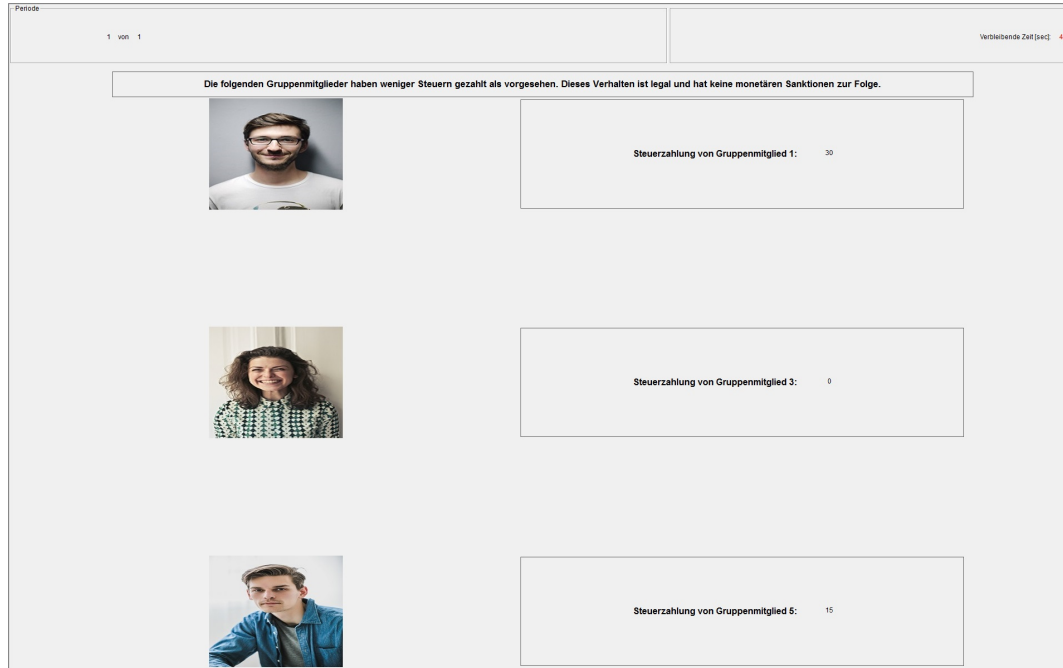 Periode
1 von 1
Verbleibende Zeit [sec]: 4
Die folgenden Gruppenmitglieder haben weniger Steuern gezahlt als vorgesehen. Dieses Verhalten ist legal und hat keine monetären Sanktionen zur Folge.
Steuerzahlung von Gruppenmitglied 1: 30
Steuerzahlung von Gruppenmitglied 3: 0
Steuerzahlung von Gruppenmitglied 5: 15